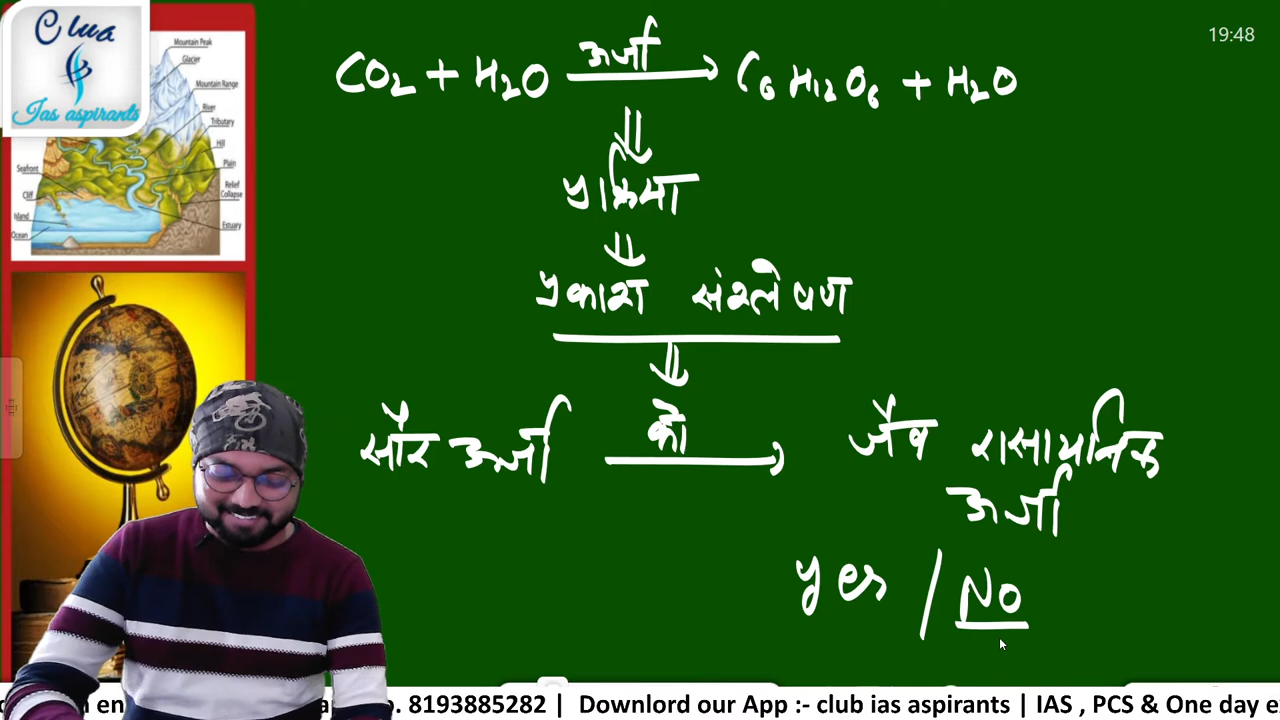 Club
Ias aspirants
Mountain Peak
Glacier
Mountain Range
River
Tributary
Hill
Plain
Relief
Collapse
Estuary
Seafront
Cliff
Island
Ocean
19:48
ऊर्जा
CO2 + H2O → C6H12O6 + H2O
⇓
प्रक्रिया
⇓
प्रकाश संश्लेषण
⇓
सौर ऊर्जा को → जैव रासायनिक
ऊर्जा
yes / No
8193885282 | Downlord our App :- club ias aspirants | IAS , PCS & One day